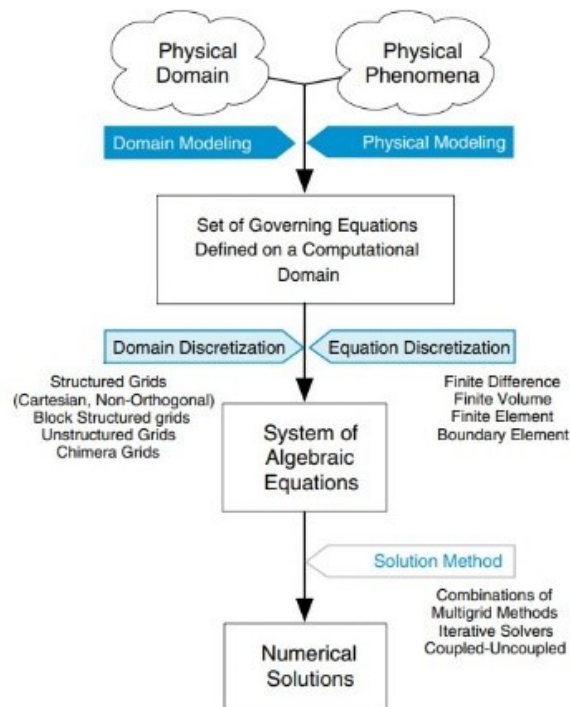 Physical
Domain
Physical
Phenomena
Domain Modeling
Physical Modeling
Set of Governing Equations
Defined on a Computational
Domain
Domain Discretization
Equation Discretization
Structured Grids
(Cartesian, Non-Orthogonal)
Block Structured grids
Unstructured Grids
Chimera Grids
Finite Difference
Finite Volume
Finite Element
Boundary Element
System of
Algebraic
Equations
Solution Method
Combinations of
Multigrid Methods
Iterative Solvers
Coupled-Uncoupled
Numerical
Solutions